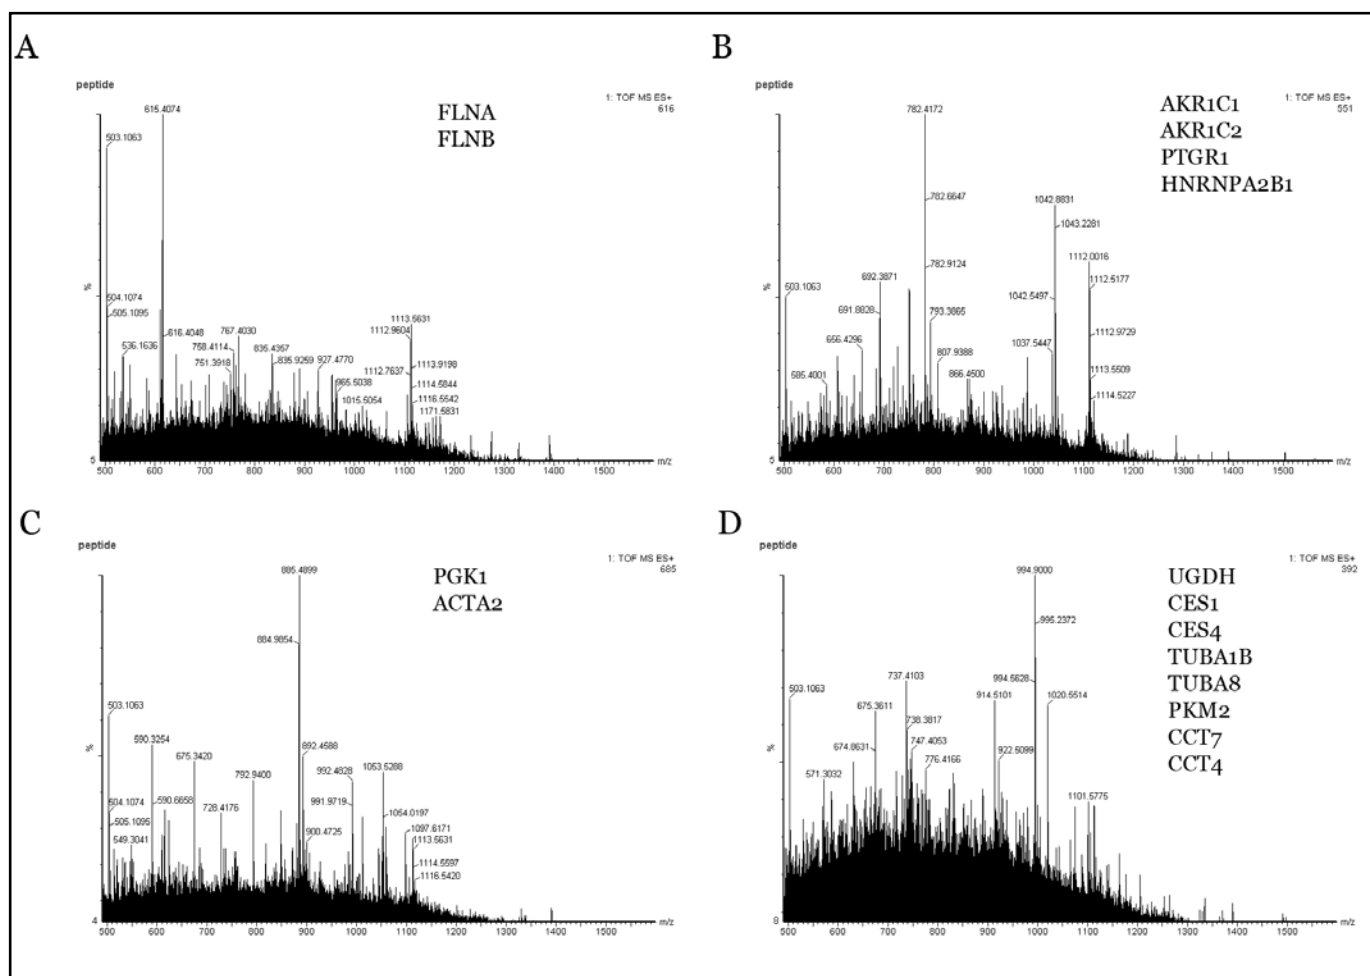 A
peptide
1: TOF MS ES+
616
615.4074
FLNA
FLNB
503.1063
504.1074
505.1095
536.1636
616.4048
767.4030
758.4114
751.3918
835.4357
835.9259
927.4770
965.5038
1015.5054
1113.5631
1112.9604
1112.7637
1113.9198
1114.5844
1116.5542
1171.5831
%
5
500 600 700 800 900 1000 1100 1200 1300 1400 1500
m/z
B
peptide
1: TOF MS ES+
551
782.4172
AKR1C1
AKR1C2
PTGR1
HNRNPA2B1
782.6647
1042.8831
1043.2281
782.9124
1112.0016
1112.5177
692.3871
503.1063
1042.5497
691.8828
793.3865
1112.9729
656.4296
807.9388
1037.5447
1113.5509
585.4001
866.4500
1114.5227
%
5
500 600 700 800 900 1000 1100 1200 1300 1400 1500
m/z
C
peptide
1: TOF MS ES+
685
885.4899
PGK1
ACTA2
884.9854
503.1063
590.3254
675.3420
892.4588
792.9400
992.4828
1053.5288
504.1074
590.6658
728.4176
991.9719
1054.0197
505.1095
549.3041
900.4725
1097.6171
1113.5631
1114.5597
1116.5420
%
4
500 600 700 800 900 1000 1100 1200 1300 1400 1500
m/z
D
peptide
1: TOF MS ES+
392
994.9000
UGDH
CES1
CES4
TUBA1B
TUBA8
PKM2
CCT7
CCT4
995.2372
737.4103
994.5628
503.1063
675.3611
914.5101
1020.5514
738.3817
674.8631
747.4053
922.5099
776.4166
571.3032
1101.5775
%
8
500 600 700 800 900 1000 1100 1200 1300 1400 1500
m/z